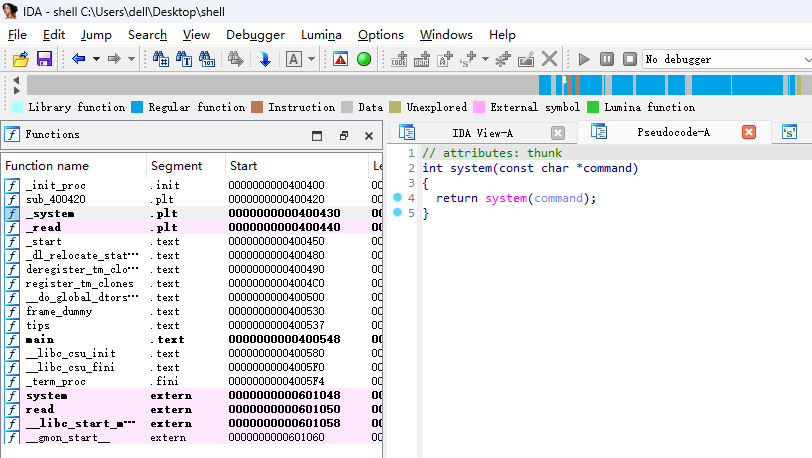 IDA - shell C:\Users\dell\Desktop\shell
File Edit Jump Search View Debugger Lumina Options Windows Help
No debugger
Library function Regular function Instruction Data Unexplored External symbol Lumina function
Functions
IDA View-A
Pseudocode-A
Function name Segment Start Le
_init_proc .init 0000000000400400 00
sub_400420 .plt 0000000000400420 00
_system .plt 0000000000400430 00
_read .plt 0000000000400440 00
_start .text 0000000000400450 00
_dl_relocate_stat··· .text 0000000000400480 00
deregister_tm_clo··· .text 0000000000400490 00
register_tm_clones .text 00000000004004C0 00
__do_global_dtors··· .text 0000000000400500 00
frame_dummy .text 0000000000400530 00
tips .text 0000000000400537 00
main .text 0000000000400548 00
__libc_csu_init .text 0000000000400580 00
__libc_csu_fini .text 00000000004005F0 00
_term_proc .fini 00000000004005F4 00
system extern 0000000000601048 00
read extern 0000000000601050 00
__libc_start_m··· extern 0000000000601058 00
__gmon_start__ extern 0000000000601060 00
1 // attributes: thunk
2 int system(const char *command)
3 {
4 return system(command);
5 }